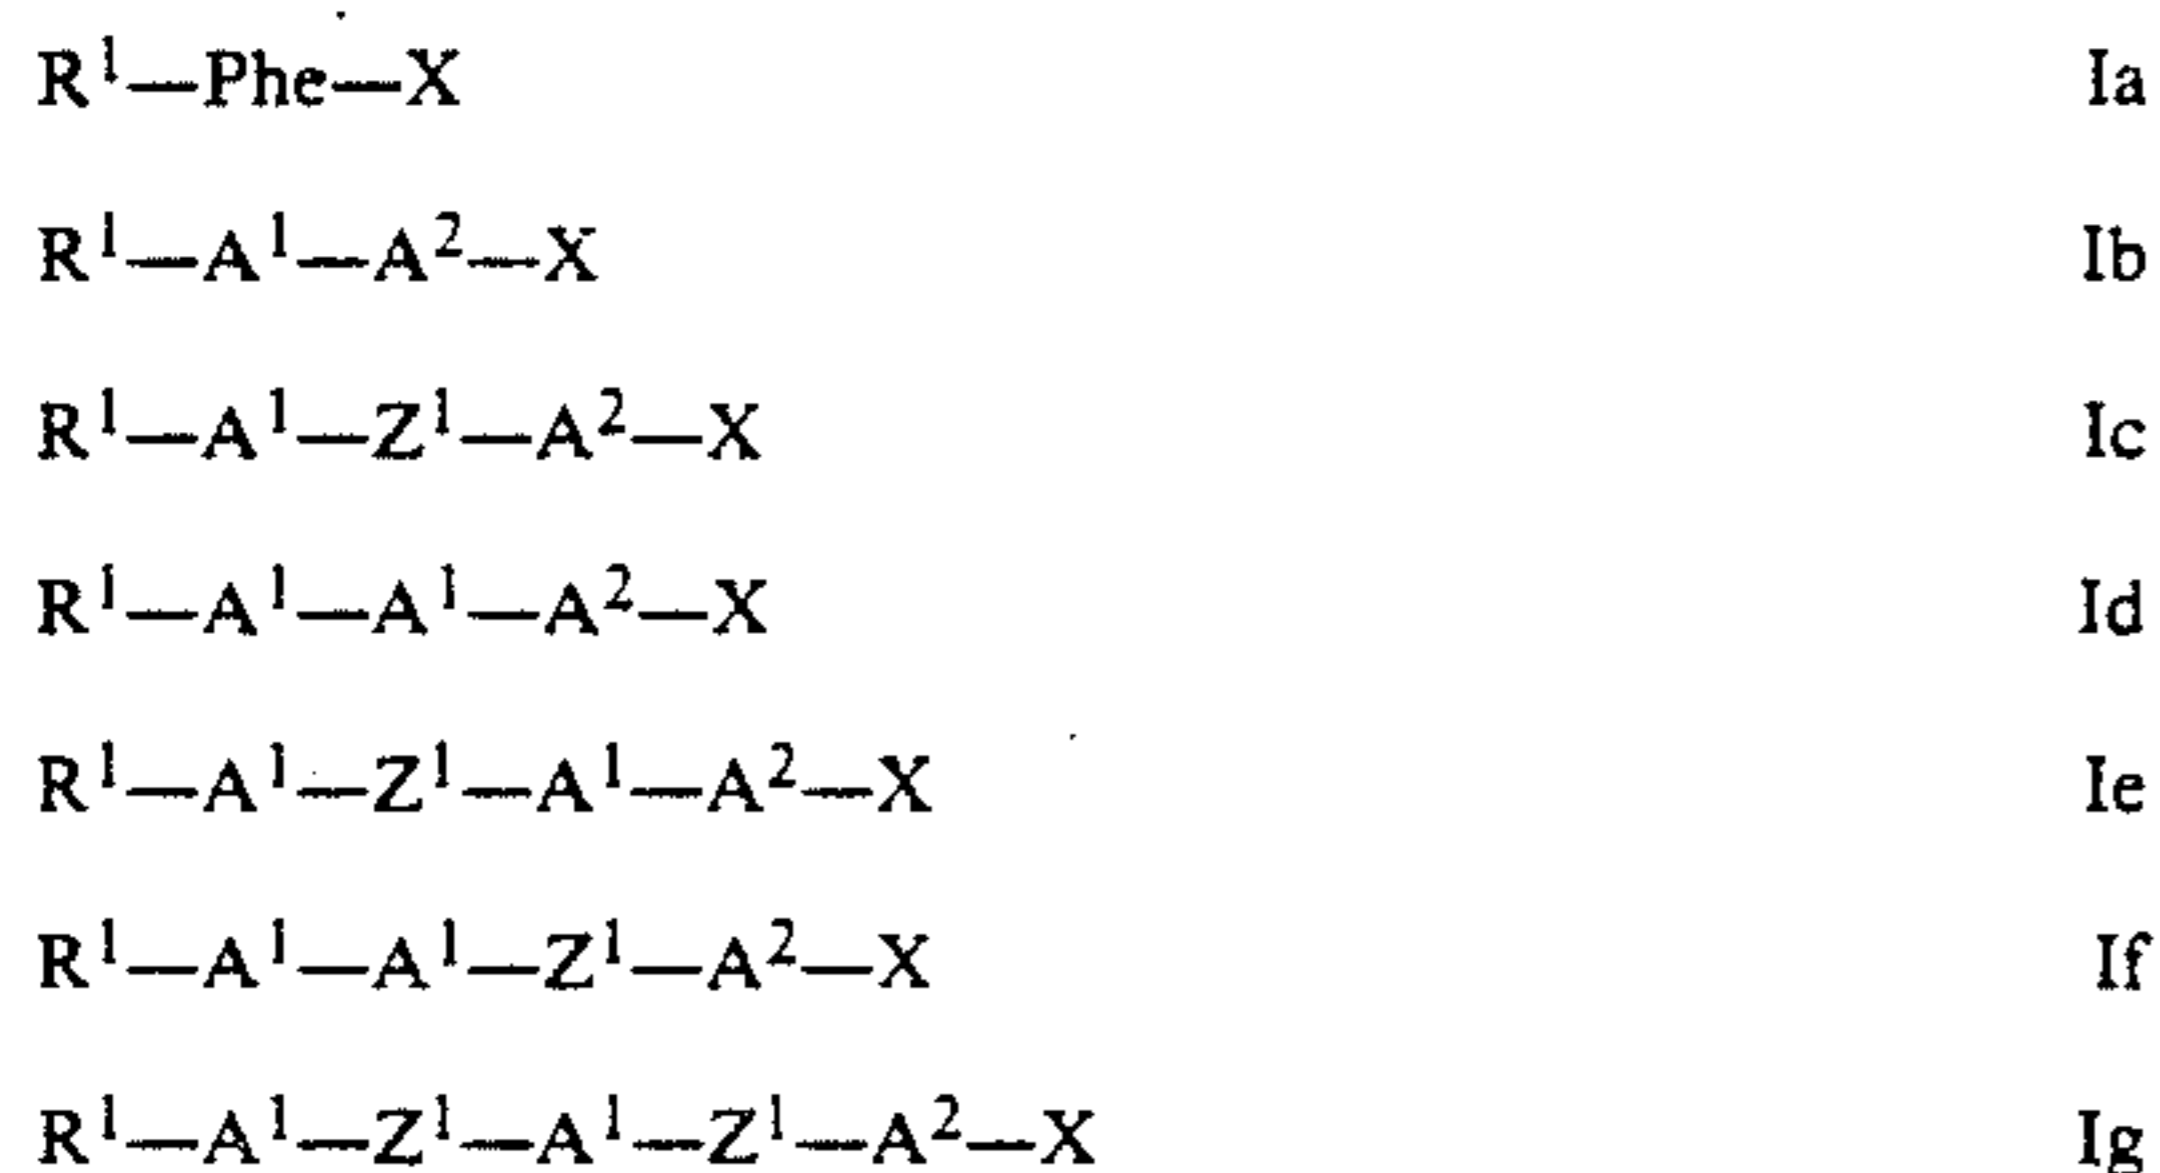 R¹—Phe—X Ia
R¹—A¹—A²—X Ib
R¹—A¹—Z¹—A²—X Ic
R¹—A¹—A¹—A²—X Id
R¹—A¹—Z¹—A¹—A²—X Ie
R¹—A¹—A¹—Z¹—A²—X If
R¹—A¹—Z¹—A¹—Z¹—A²—X Ig